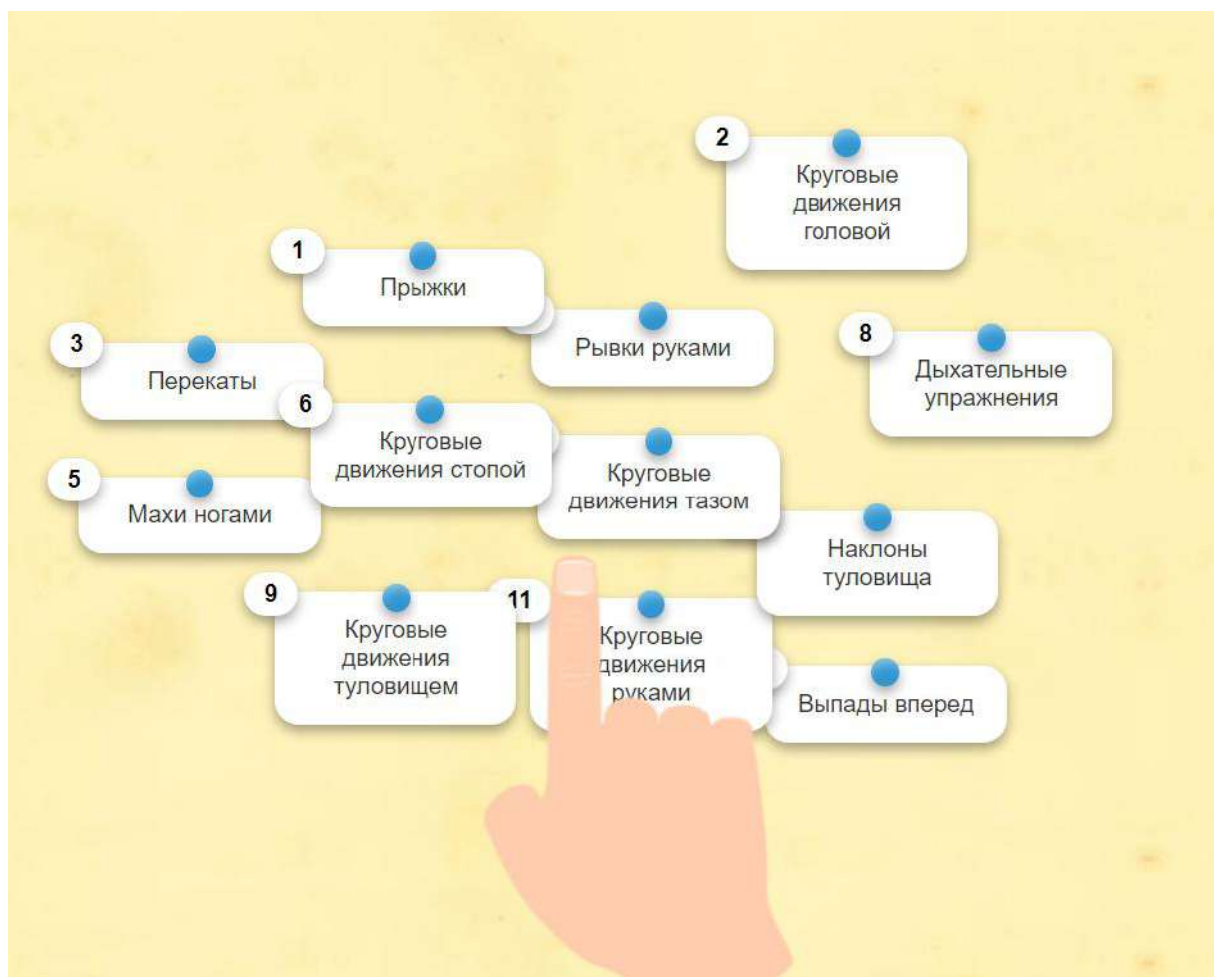 2
Круговые
движения
головой
1
Прыжки
Рывки руками
8
Дыхательные
упражнения
3
Перекаты
6
Круговые
движения стопой
Круговые
движения тазом
5
Махи ногами
Наклоны
туловища
9
Круговые
движения
туловищем
11
Круговые
движения
руками
Выпады вперед